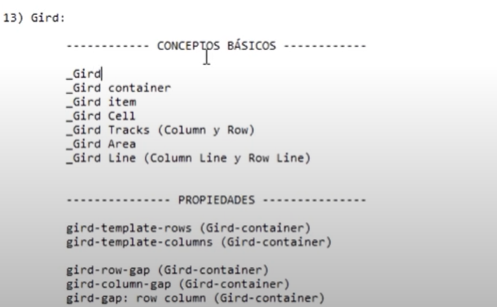 13) Gird:
------------ CONCEPTOS BÁSICOS ------------
_Gird
_Gird container
_Gird item
_Gird Cell
_Gird Tracks (Column y Row)
_Gird Area
_Gird Line (Column Line y Row Line)
--------------- PROPIEDADES ---------------
gird-template-rows (Gird-container)
gird-template-columns (Gird-container)
gird-row-gap (Gird-container)
gird-column-gap (Gird-container)
gird-gap: row column (Gird-container)